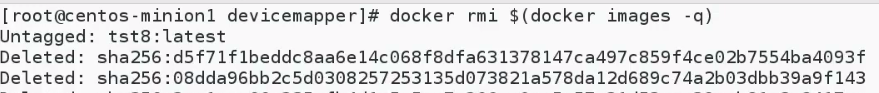 [root@centos-minion1 devicemapper]# docker rmi $(docker images -q)
Untagged: tst8:latest
Deleted: sha256:d5f71f1beddc8aa6e14c068f8dfa631378147ca497c859f4ce02b7554ba4093f
Deleted: sha256:08dda96bb2c5d0308257253135d073821a578da12d689c74a2b03dbb39a9f143